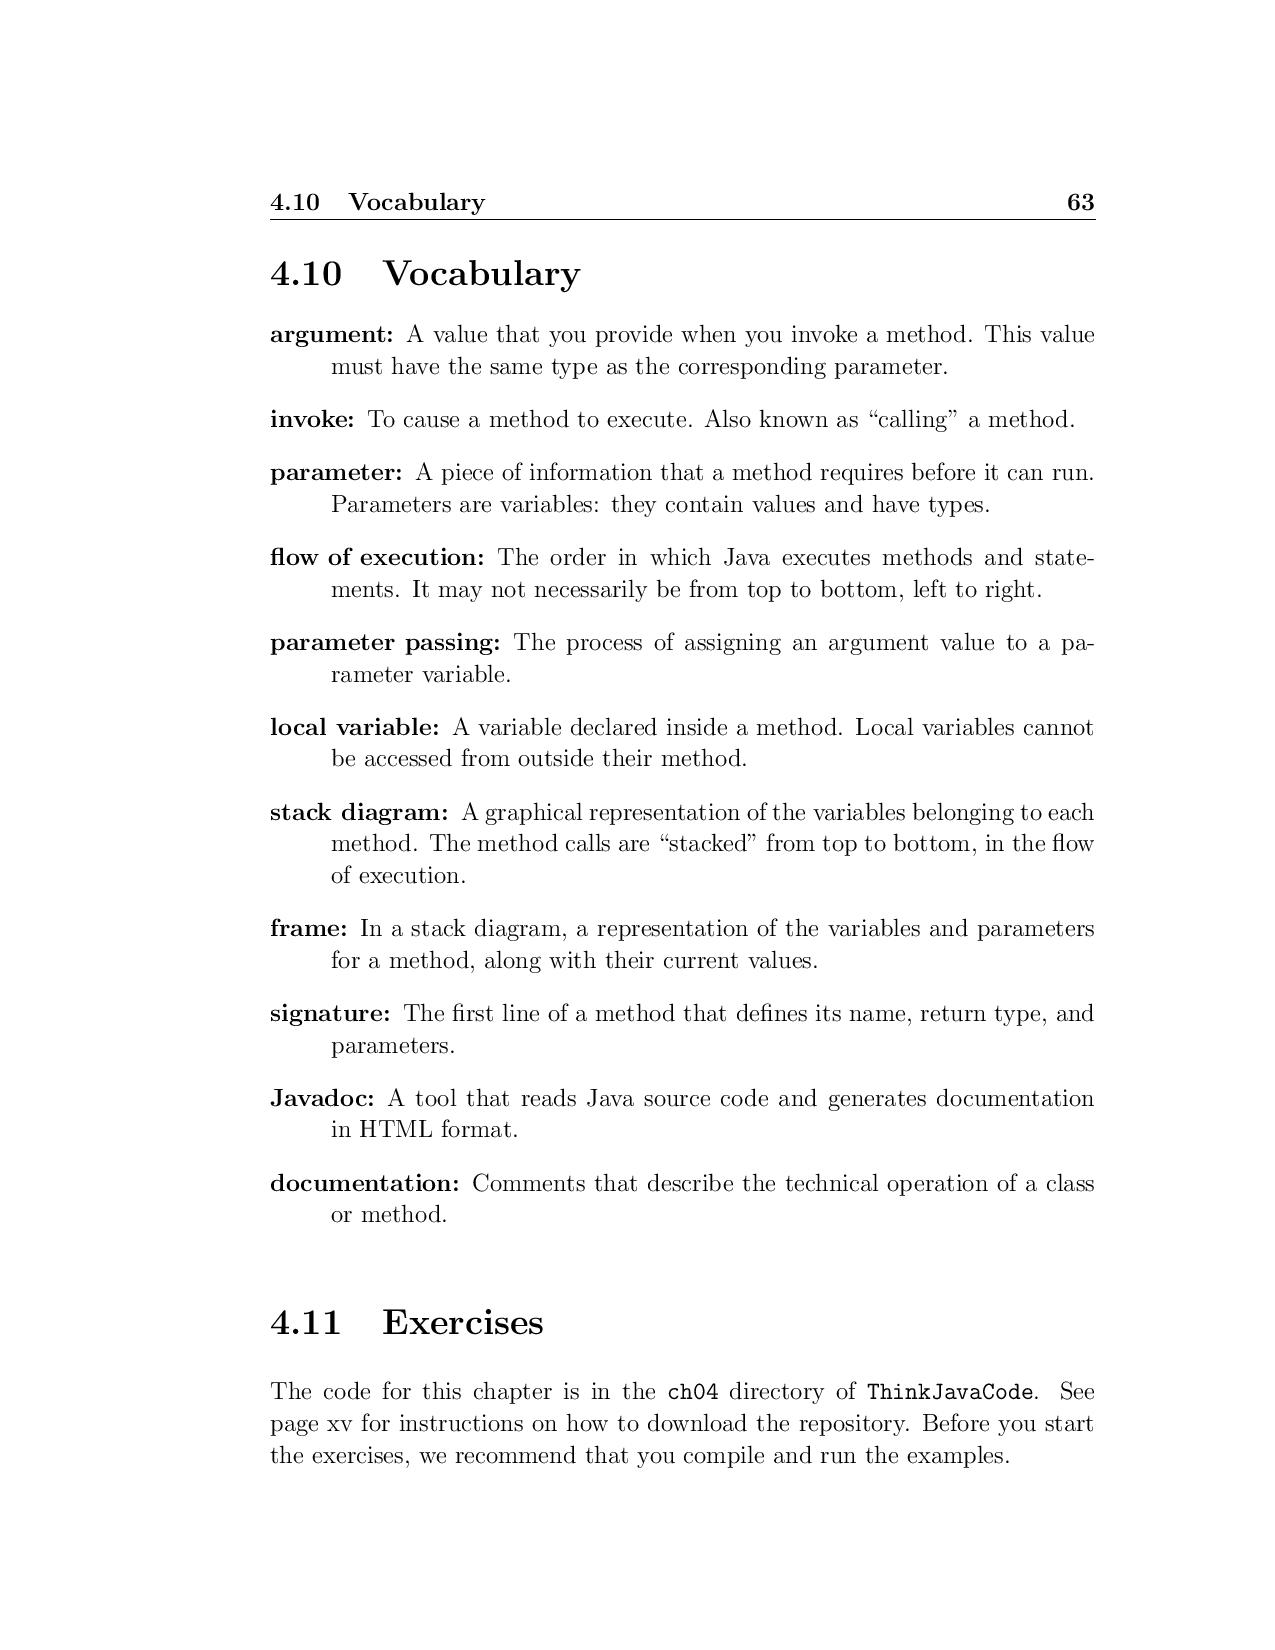 4.10 Vocabulary 63
4.10 Vocabulary
argument: A value that you provide when you invoke a method. This value
must have the same type as the corresponding parameter.
invoke: To cause a method to execute. Also known as “calling” a method.
parameter: A piece of information that a method requires before it can run.
Parameters are variables: they contain values and have types.
flow of execution: The order in which Java executes methods and state-
ments. It may not necessarily be from top to bottom, left to right.
parameter passing: The process of assigning an argument value to a pa-
rameter variable.
local variable: A variable declared inside a method. Local variables cannot
be accessed from outside their method.
stack diagram: A graphical representation of the variables belonging to each
method. The method calls are “stacked” from top to bottom, in the flow
of execution.
frame: In a stack diagram, a representation of the variables and parameters
for a method, along with their current values.
signature: The first line of a method that defines its name, return type, and
parameters.
Javadoc: A tool that reads Java source code and generates documentation
in HTML format.
documentation: Comments that describe the technical operation of a class
or method.
4.11 Exercises
The code for this chapter is in the ch04 directory of ThinkJavaCode. See
page xv for instructions on how to download the repository. Before you start
the exercises, we recommend that you compile and run the examples.